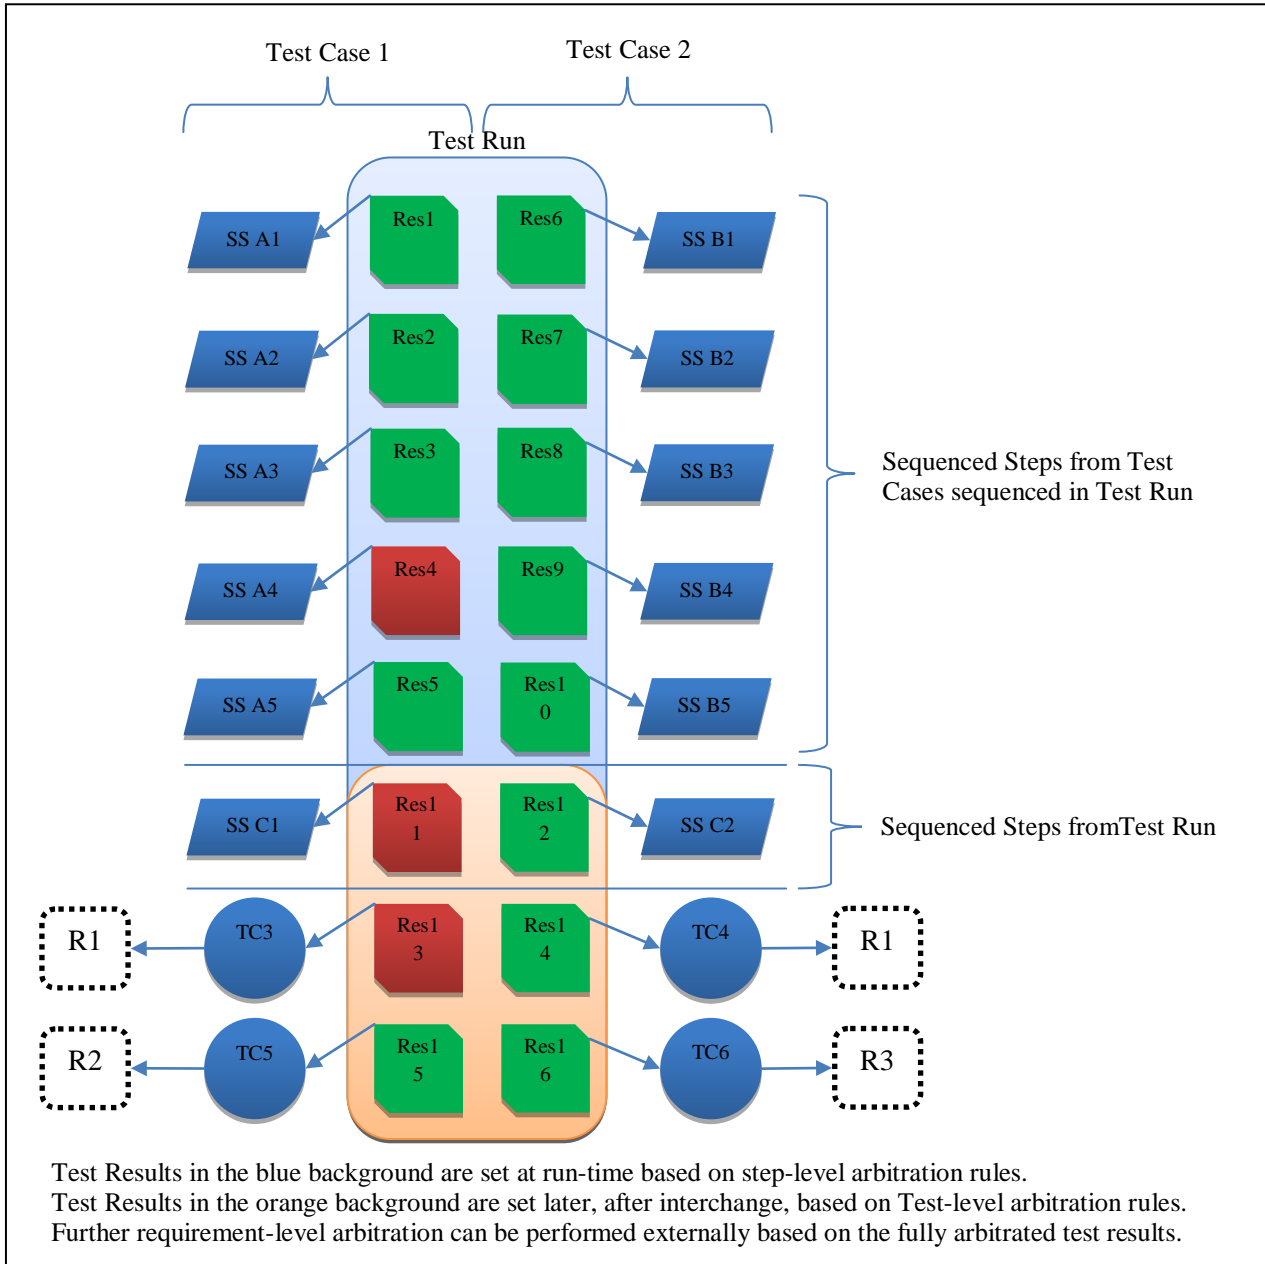 Test Case 1
Test Case 2
Test Run
SS A1
Res1
Res6
SS B1
SS A2
Res2
Res7
SS B2
SS A3
Res3
Res8
SS B3
Sequenced Steps from Test
Cases sequenced in Test Run
SS A4
Res4
Res9
SS B4
SS A5
Res5
Res1
0
SS B5
SS C1
Res1
1
Res1
2
SS C2
Sequenced Steps fromTest Run
R1
TC3
Res1
3
Res1
4
TC4
R1
R2
TC5
Res1
5
Res1
6
TC6
R3
Test Results in the blue background are set at run-time based on step-level arbitration rules.
Test Results in the orange background are set later, after interchange, based on Test-level arbitration rules.
Further requirement-level arbitration can be performed externally based on the fully arbitrated test results.